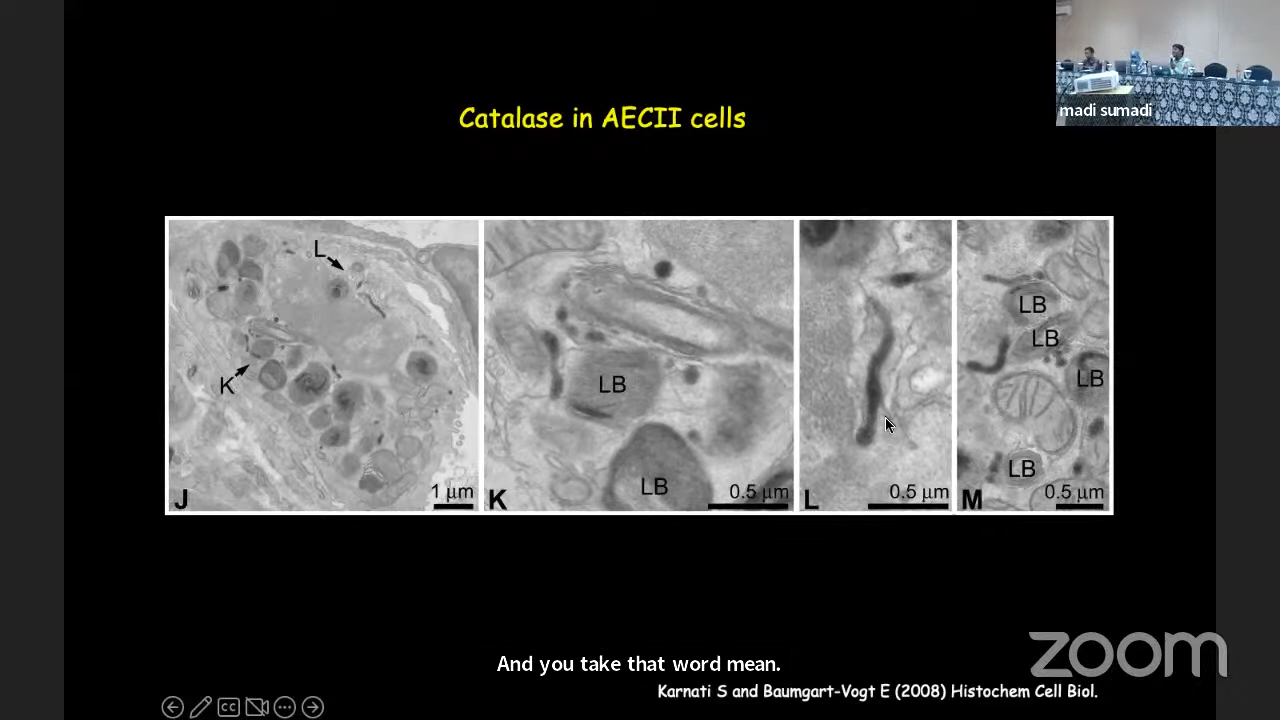 madi sumadi
Catalase in AECII cells
L
K
1 µm
J
LB
LB
0.5 µm
K
0.5 µm
L
LB
LB
LB
LB
0.5 µm
M
zoom
And you take that word mean.
Karnati S and Baumgart-Vogt E (2008) Histochem Cell Biol.
CC